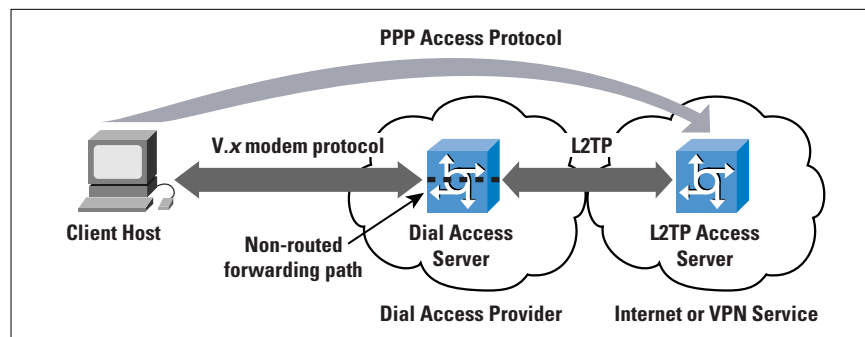 PPP Access Protocol
V.x modem protocol
L2TP
Client Host
Non-routed
forwarding path
Dial Access
Server
L2TP Access
Server
Dial Access Provider
Internet or VPN Service